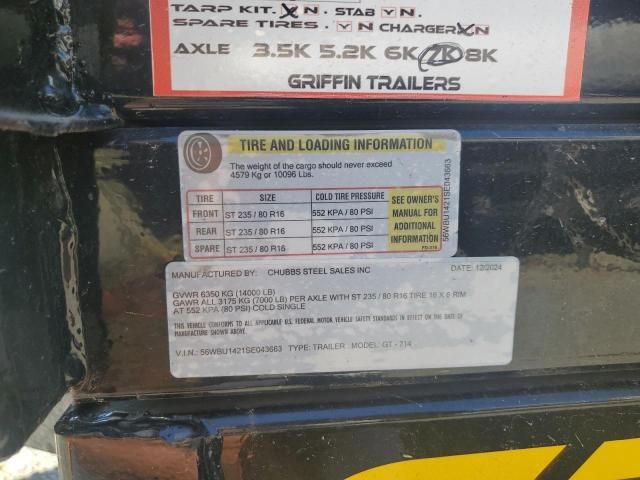 TARP KIT. N. STAB Y N.
SPARE TIRES. Y N CHARGER N
AXLE 3.5K 5.2K 6K 7K 8K
GRIFFIN TRAILERS
TIRE AND LOADING INFORMATION
The weight of the cargo should never exceed
4579 Kg or 10096 Lbs.
TIRE SIZE COLD TIRE PRESSURE
FRONT ST 235 / 80 R16 552 KPA / 80 PSI
REAR ST 235 / 80 R16 552 KPA / 80 PSI
SPARE ST 235 / 80 R16 552 KPA / 80 PSI
SEE OWNER'S
MANUAL FOR
ADDITIONAL
INFORMATION
56WBU1421SE043663
MANUFACTURED BY: CHUBBS STEEL SALES INC DATE: 12/2024
GVWR 6350 KG (14000 LB)
GAWR ALL 3175 KG (7000 LB) PER AXLE WITH ST 235 / 80 R16 TIRE 16 X 6 RIM
AT 552 KPA (80 PSI) COLD SINGLE
THIS VEHICLE CONFORMS TO ALL APPLICABLE U.S. FEDERAL MOTOR VEHICLE SAFETY STANDARDS IN EFFECT ON THE DATE OF
MANUFACTURE SHOWN ABOVE.
V.I.N.: 56WBU1421SE043663 TYPE: TRAILER MODEL: GT - 214